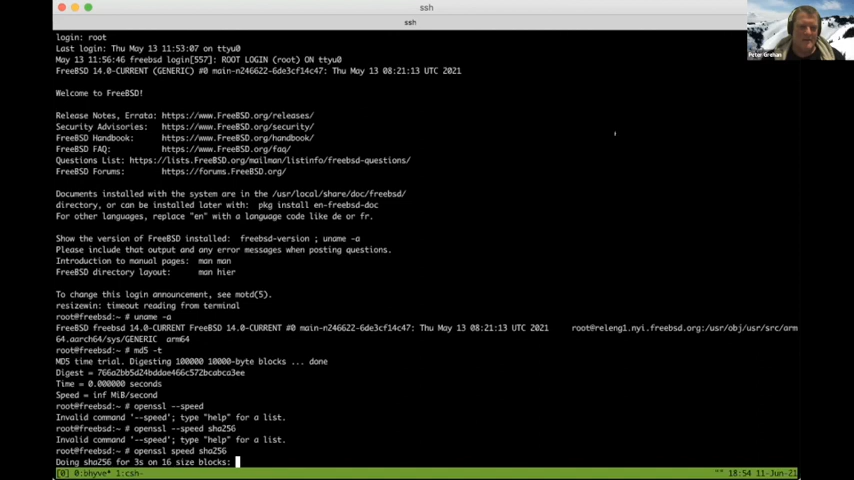 ssh
ssh
login: root
Last login: Thu May 13 11:53:07 on ttyu0
May 13 11:56:46 freebsd login[557]: ROOT LOGIN (root) ON ttyu0
FreeBSD 14.0-CURRENT (GENERIC) #0 main-n246622-6de3cf14c47: Thu May 13 08:21:13 UTC 2021
Welcome to FreeBSD!
Release Notes, Errata: https://www.FreeBSD.org/releases/
Security Advisories: https://www.FreeBSD.org/security/
FreeBSD Handbook: https://www.FreeBSD.org/handbook/
FreeBSD FAQ: https://www.FreeBSD.org/faq/
Questions List: https://lists.FreeBSD.org/mailman/listinfo/freebsd-questions/
FreeBSD Forums: https://forums.FreeBSD.org/
Documents installed with the system are in the /usr/local/share/doc/freebsd/
directory, or can be installed later with: pkg install en-freebsd-doc
For other languages, replace "en" with a language code like de or fr.
Show the version of FreeBSD installed: freebsd-version ; uname -a
Please include that output and any error messages when posting questions.
Introduction to manual pages: man man
FreeBSD directory layout: man hier
To change this login announcement, see motd(5).
resizewin: timeout reading from terminal
root@freebsd:~ # uname -a
FreeBSD freebsd 14.0-CURRENT FreeBSD 14.0-CURRENT #0 main-n246622-6de3cf14c47: Thu May 13 08:21:13 UTC 2021 root@releng1.nyi.freebsd.org:/usr/obj/usr/src/arm
64.aarch64/sys/GENERIC arm64
root@freebsd:~ # md5 -t
MD5 time trial. Digesting 100000 10000-byte blocks ... done
Digest = 766a2bb5d24bddae466c572bcabca3ee
Time = 0.000000 seconds
Speed = inf MiB/second
root@freebsd:~ # openssl --speed
Invalid command '--speed'; type "help" for a list.
root@freebsd:~ # openssl --speed sha256
Invalid command '--speed'; type "help" for a list.
root@freebsd:~ # openssl speed sha256
Doing sha256 for 3s on 16 size blocks:
[0] 0:bhyve* 1:csh- "" 18:54 11-Jun-21
Peter Grehan